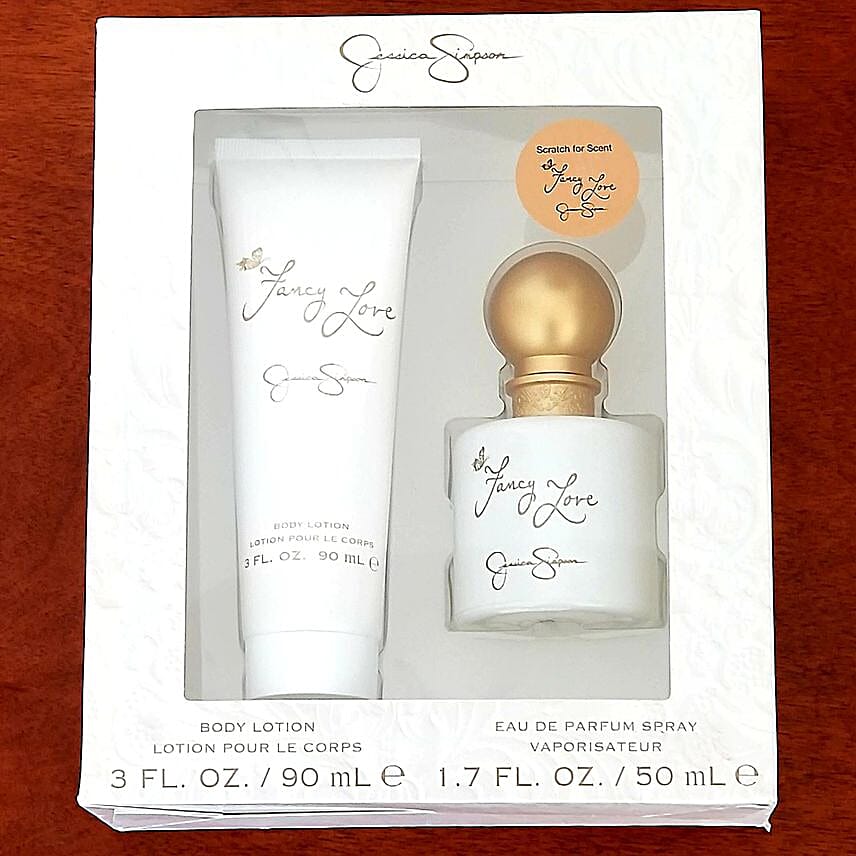 Jessica Simpson
Scratch for Scent
Fancy Love
Jessica Simpson
Fancy Love
Jessica Simpson
BODY LOTION
LOTION POUR LE CORPS
3 FL. OZ. 90 mL ℮
Fancy Love
Jessica Simpson
BODY LOTION
LOTION POUR LE CORPS
3 FL. OZ. / 90 mL ℮
EAU DE PARFUM SPRAY
VAPORISATEUR
1.7 FL. OZ. / 50 mL ℮